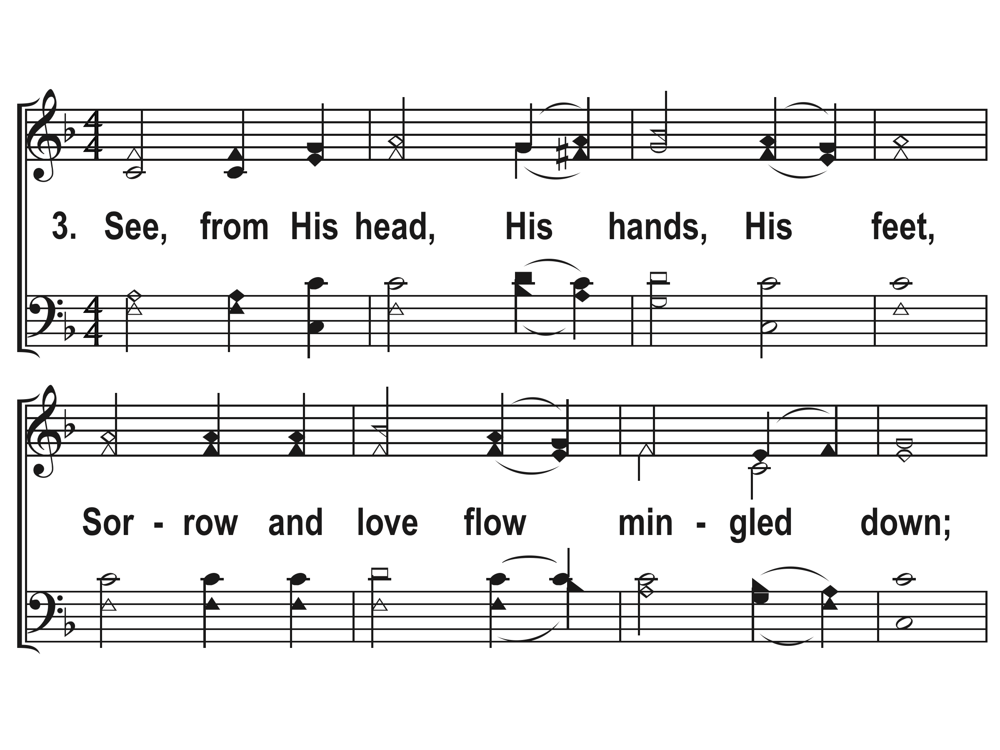 3. See, from His head, His hands, His feet,
Sor - row and love flow min - gled down;